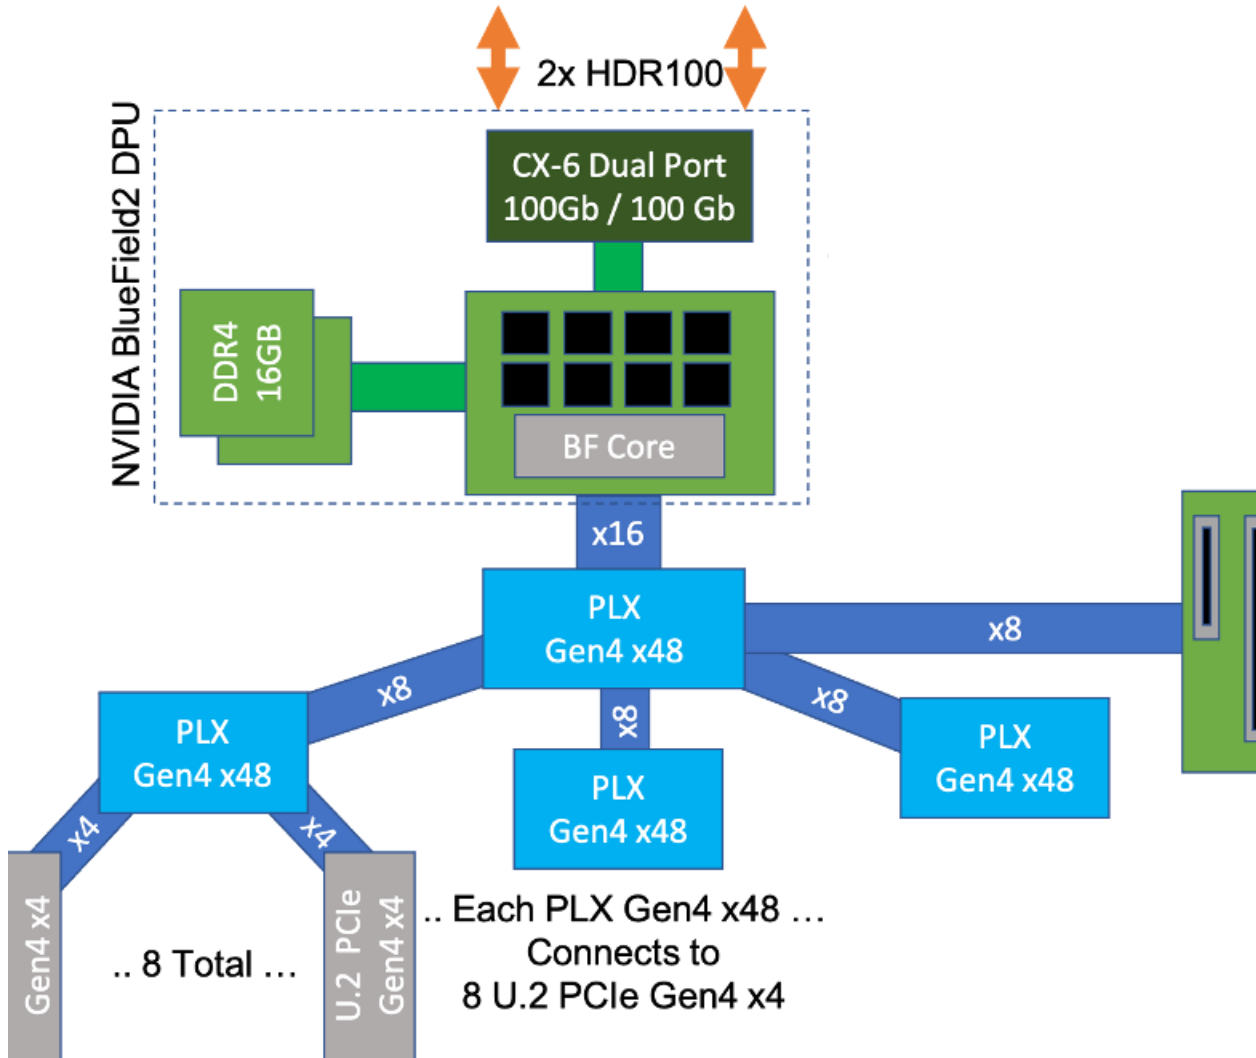 2x HDR100
NVIDIA BlueField2 DPU
CX-6 Dual Port
100Gb / 100 Gb
DDR4
16GB
BF Core
x16
PLX
Gen4 x48
x8
x8
x8
x8
PLX
Gen4 x48
PLX
Gen4 x48
PLX
Gen4 x48
x4
x4
Gen4 x4
.. 8 Total ...
U.2 PCIe
Gen4 x4
.. Each PLX Gen4 x48 ...
Connects to
8 U.2 PCIe Gen4 x4